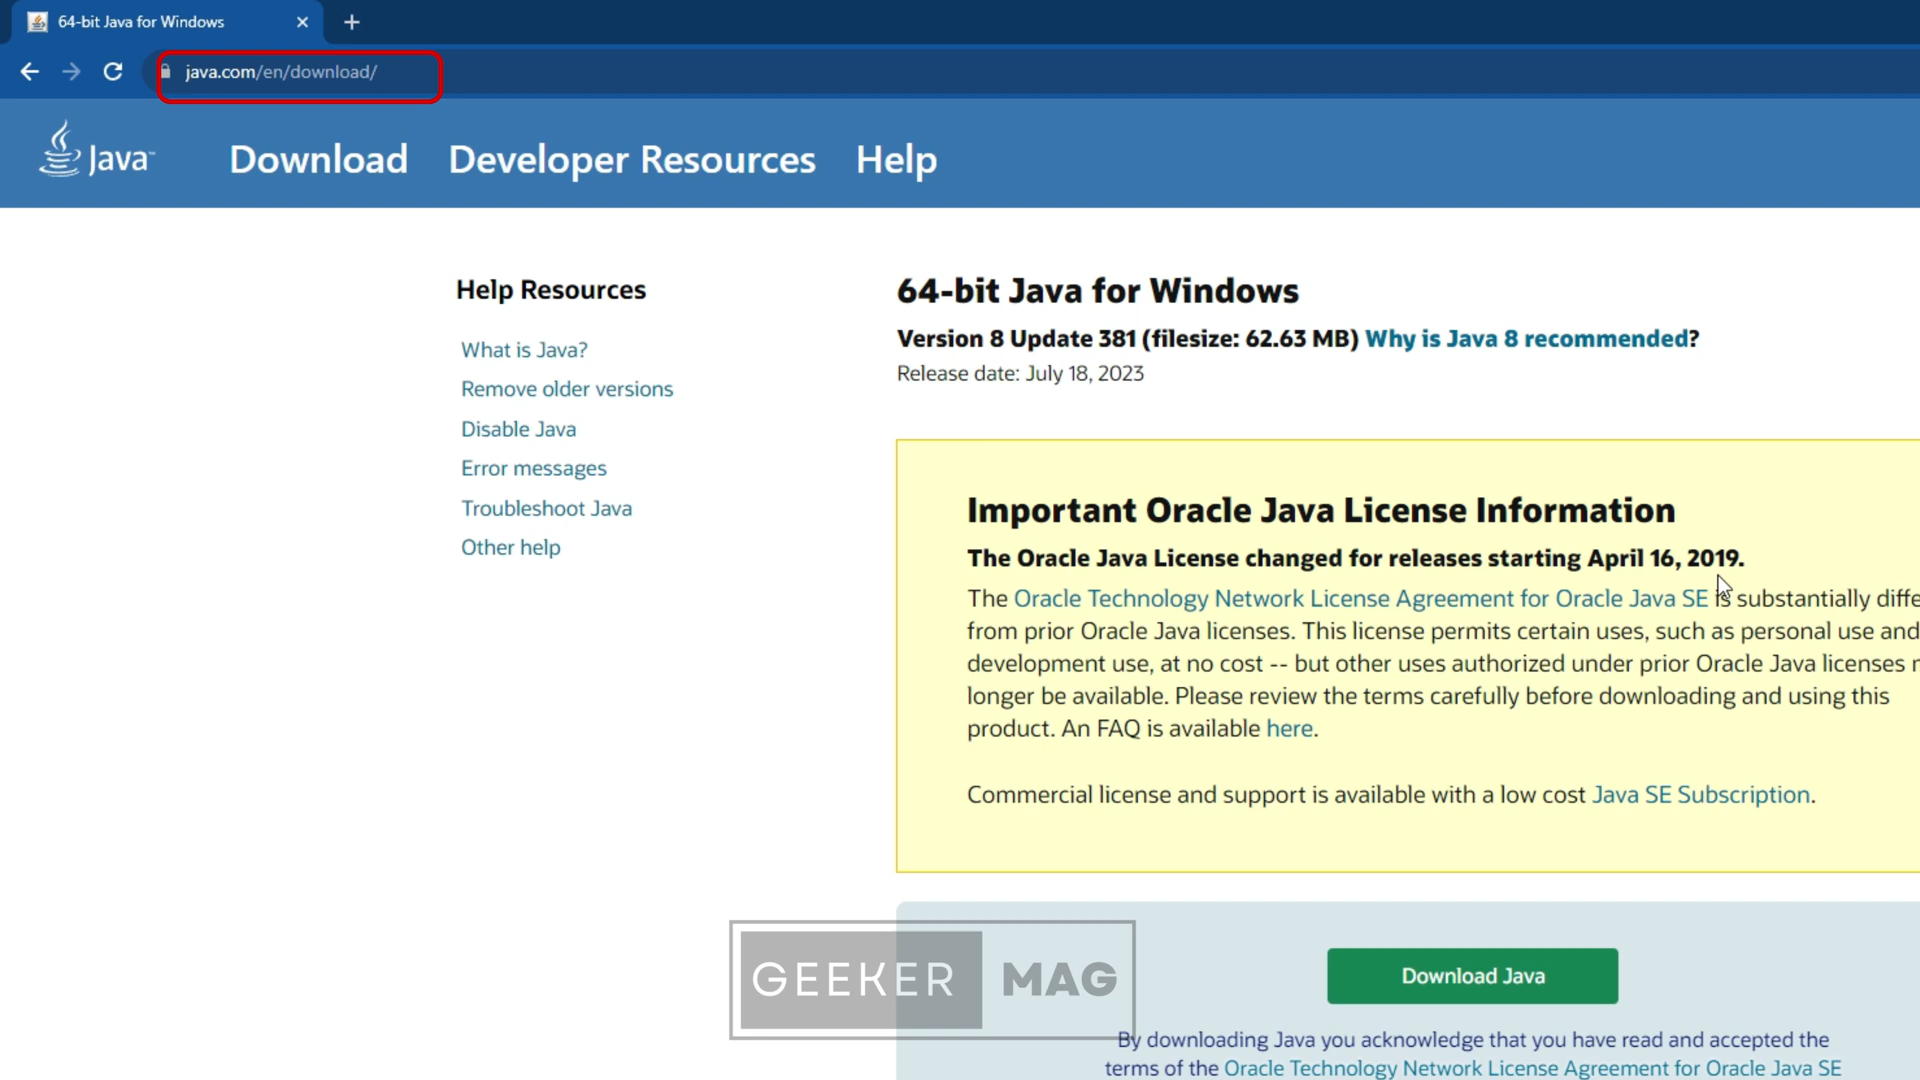 64-bit Java for Windows
java.com/en/download/
Java™
Download Developer Resources Help
Help Resources
What is Java?
Remove older versions
Disable Java
Error messages
Troubleshoot Java
Other help
64-bit Java for Windows
Version 8 Update 381 (filesize: 62.63 MB) Why is Java 8 recommended?
Release date: July 18, 2023
Important Oracle Java License Information
The Oracle Java License changed for releases starting April 16, 2019.
The Oracle Technology Network License Agreement for Oracle Java SE is substantially diffe
from prior Oracle Java licenses. This license permits certain uses, such as personal use and
development use, at no cost -- but other uses authorized under prior Oracle Java licenses
longer be available. Please review the terms carefully before downloading and using this
product. An FAQ is available here.
Commercial license and support is available with a low cost Java SE Subscription.
GEEKER MAG
Download Java
By downloading Java you acknowledge that you have read and accepted the
terms of the Oracle Technology Network License Agreement for Oracle Java SE